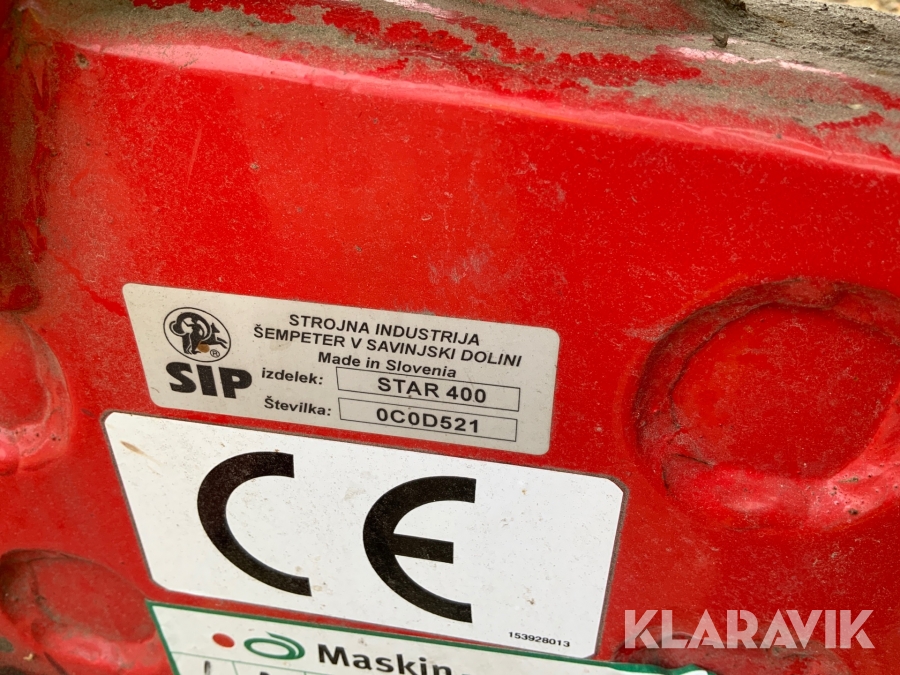 STROJNA INDUSTRIJA
ŠEMPETER V SAVINJSKI DOLINI
Made in Slovenia
® SIP
izdelek: STAR 400
Številka: 0C0D521
CE
153928013
KLARAVIK
Maskin